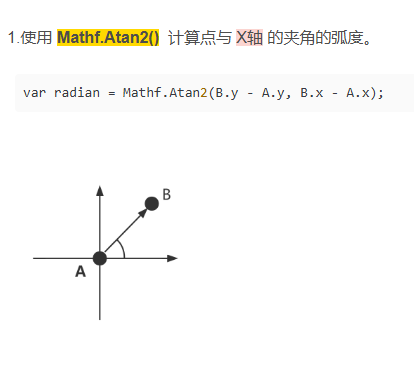 1.使用 Mathf.Atan2() 计算点与 X轴 的夹角的弧度。
var radian = Mathf.Atan2(B.y - A.y, B.x - A.x);
B
A